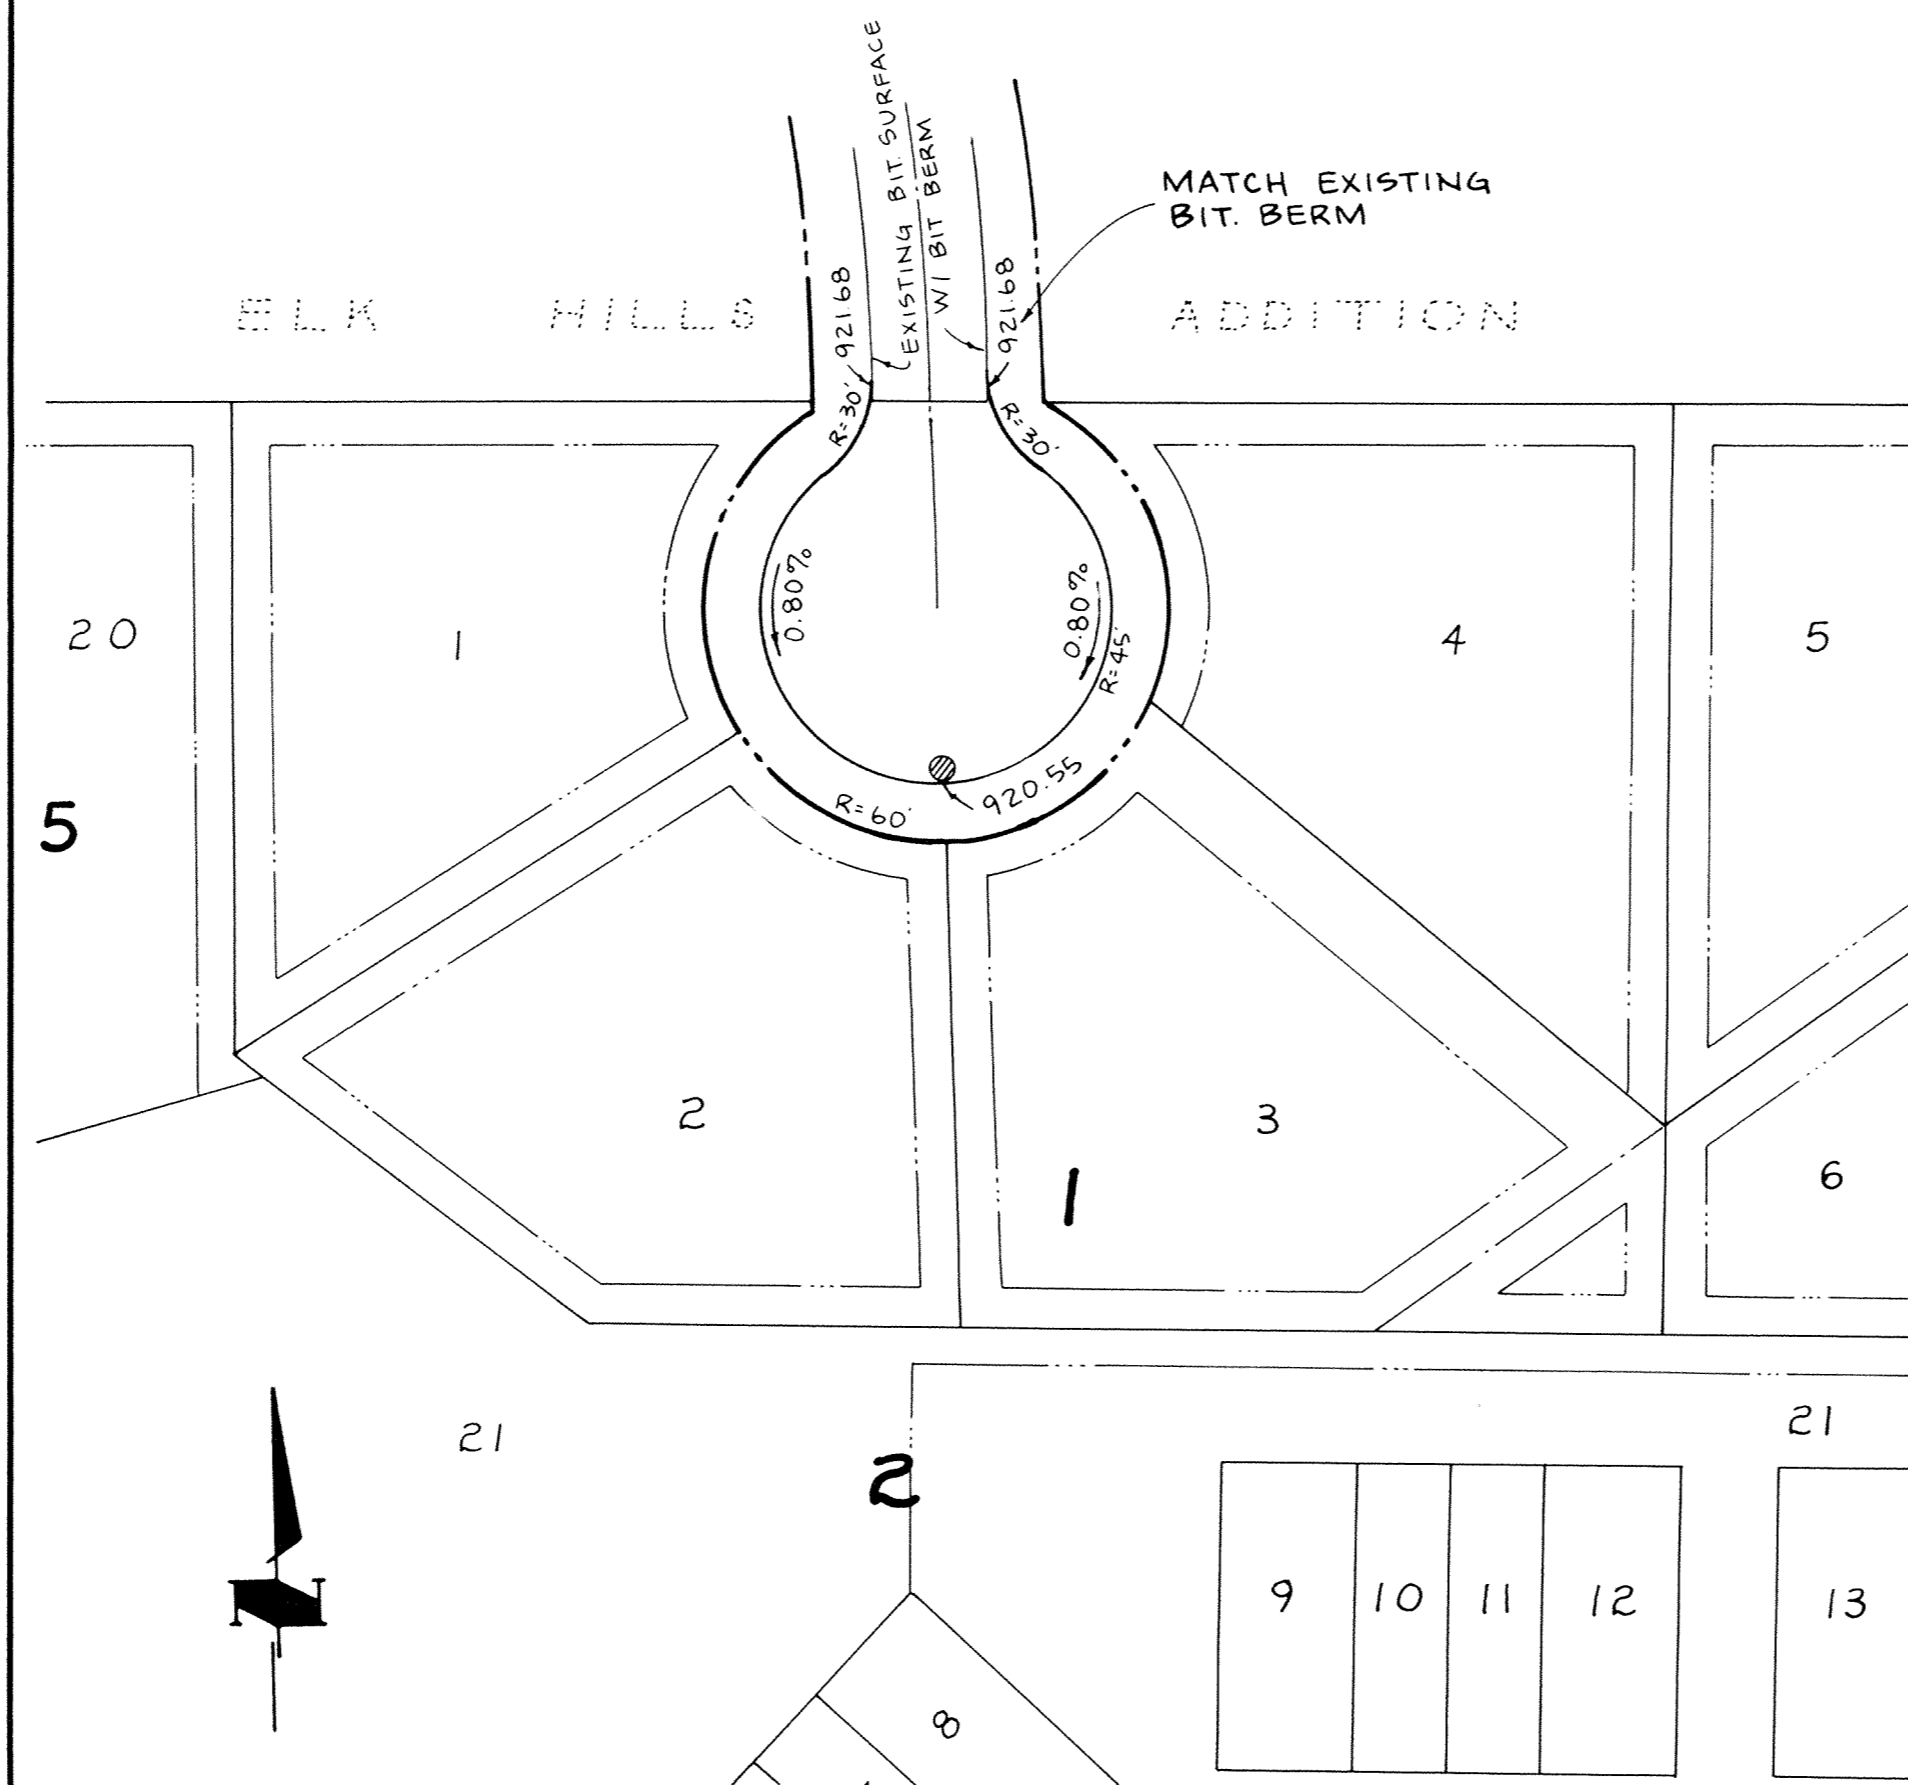 EXISTING BIT. SURFACE
W/ BIT BERM
MATCH EXISTING
BIT. BERM
921.68
921.68
ELK HILLS ADDITION
R=30'
R=30'
0.80%
0.80%
R=45'
20
1
4
5
5
920.55
R=60'
2
3
1
6
21
2
21
N
9
10
11
12
13
8